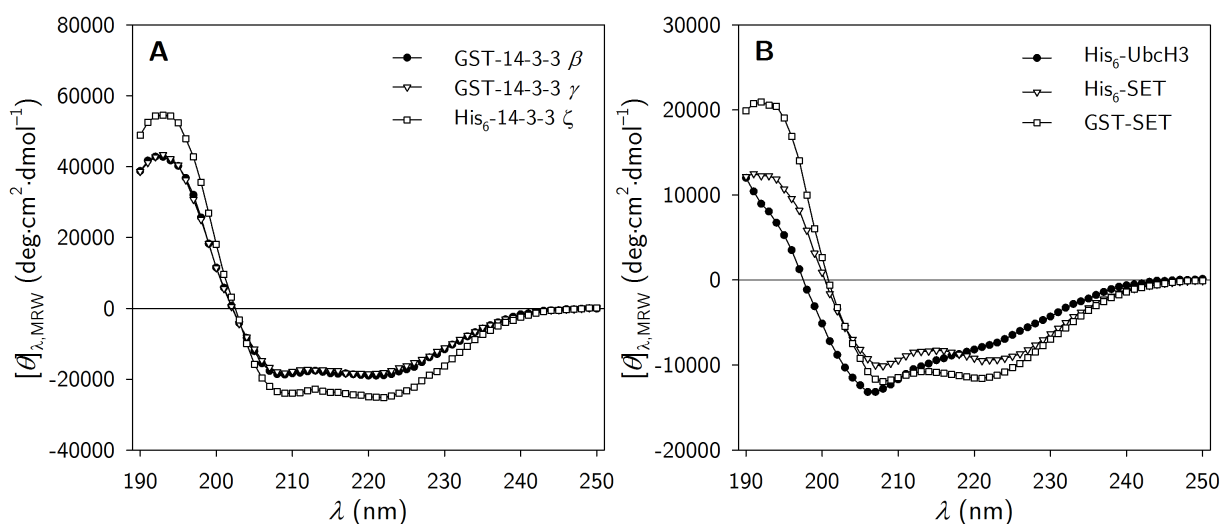 80000
60000
40000
20000
0
-20000
-40000
[θ]λ,MRW (deg·cm²·dmol⁻¹)
A
GST-14-3-3 β
GST-14-3-3 γ
His₆-14-3-3 ζ
190 200 210 220 230 240 250
λ (nm)
30000
20000
10000
0
-10000
-20000
[θ]λ,MRW (deg·cm²·dmol⁻¹)
B
His₆-UbcH3
His₆-SET
GST-SET
190 200 210 220 230 240 250
λ (nm)